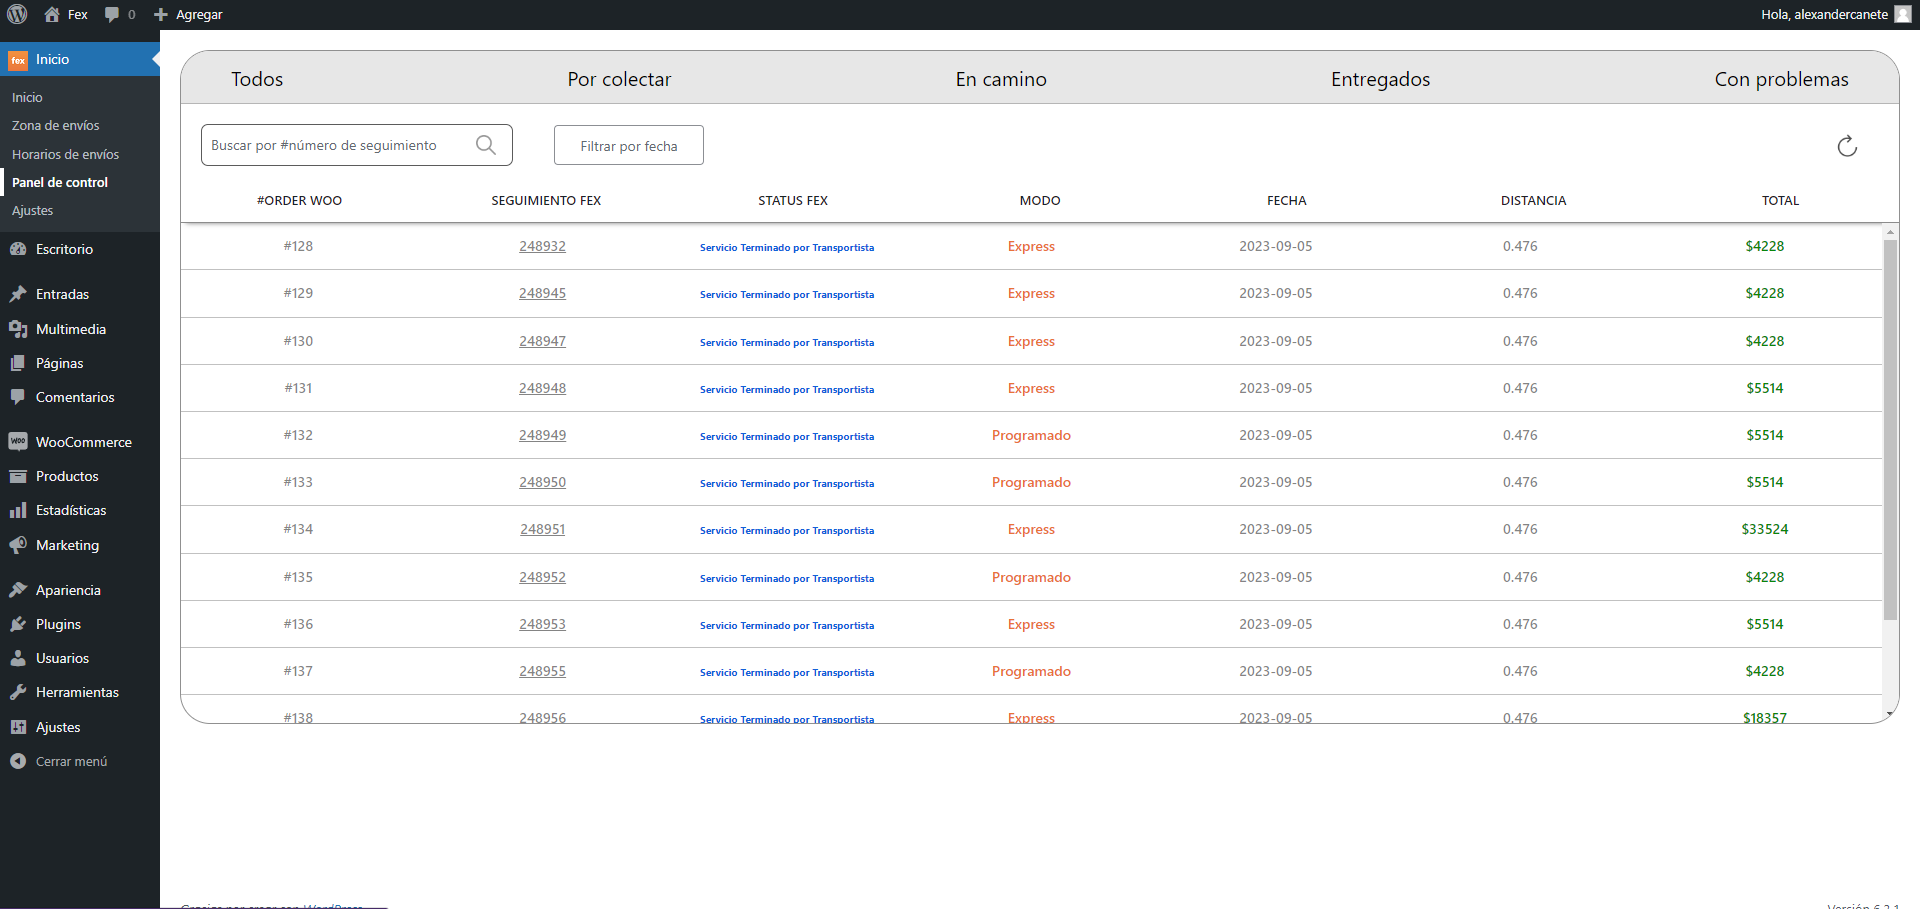 Fex 0 Agregar Hola, alexandercanete
fex Inicio
Inicio
Zona de envíos
Horarios de envíos
Panel de control
Ajustes
Escritorio
Entradas
Multimedia
Páginas
Comentarios
WOO WooCommerce
Productos
Estadísticas
Marketing
Apariencia
Plugins
Usuarios
Herramientas
Ajustes
Cerrar menú
Todos Por colectar En camino Entregados Con problemas
Buscar por #número de seguimiento Filtrar por fecha
#ORDER WOO SEGUIMIENTO FEX STATUS FEX MODO FECHA DISTANCIA TOTAL
#128 248932 Servicio Terminado por Transportista Express 2023-09-05 0.476 $4228
#129 248945 Servicio Terminado por Transportista Express 2023-09-05 0.476 $4228
#130 248947 Servicio Terminado por Transportista Express 2023-09-05 0.476 $4228
#131 248948 Servicio Terminado por Transportista Express 2023-09-05 0.476 $5514
#132 248949 Servicio Terminado por Transportista Programado 2023-09-05 0.476 $5514
#133 248950 Servicio Terminado por Transportista Programado 2023-09-05 0.476 $5514
#134 248951 Servicio Terminado por Transportista Express 2023-09-05 0.476 $33524
#135 248952 Servicio Terminado por Transportista Programado 2023-09-05 0.476 $4228
#136 248953 Servicio Terminado por Transportista Express 2023-09-05 0.476 $5514
#137 248955 Servicio Terminado por Transportista Programado 2023-09-05 0.476 $4228
#138 248956 Servicio Terminado por Transportista Express 2023-09-05 0.476 $18357
Gracias por crear con WordPress Versión 6.3.1